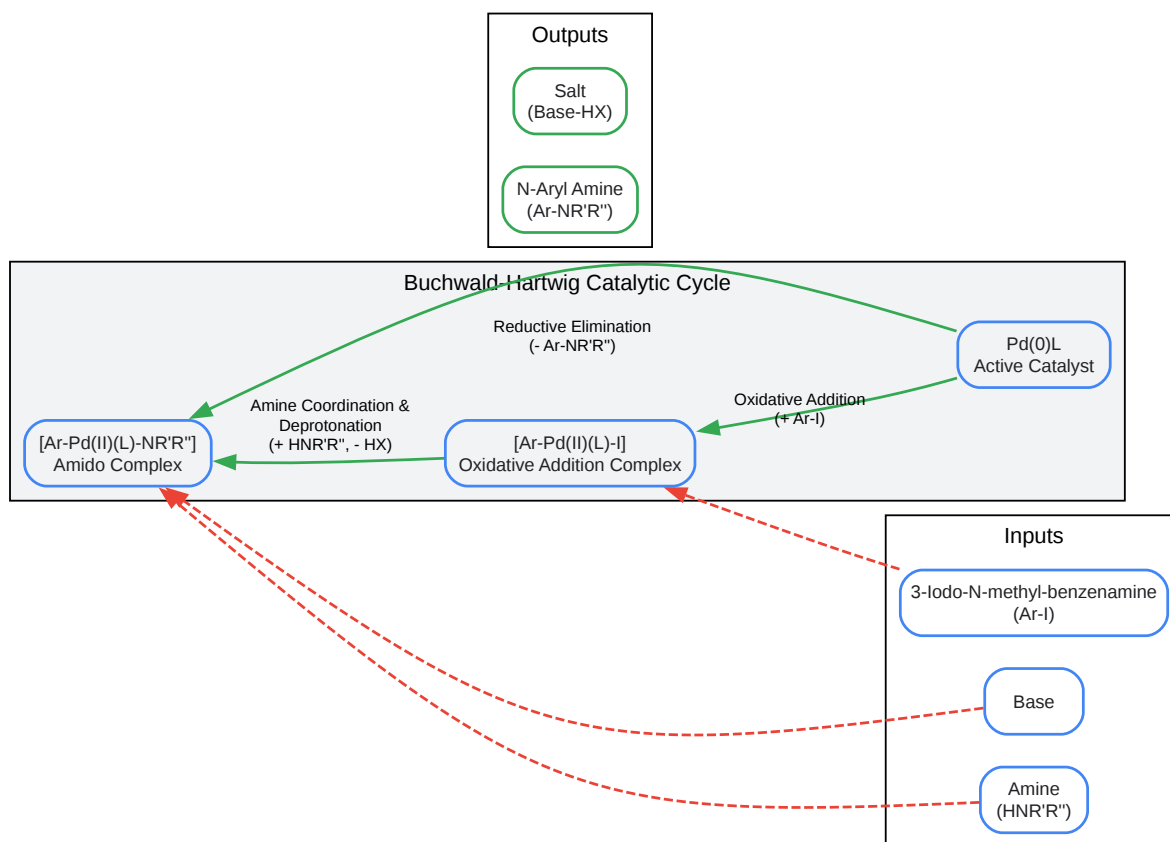 Outputs
Salt
(Base-HX)
N-Aryl Amine
(Ar-NR'R'')
Buchwald-Hartwig Catalytic Cycle
Reductive Elimination
(- Ar-NR'R'')
Pd(0)L
Active Catalyst
Oxidative Addition
(+ Ar-I)
Amine Coordination &
Deprotonation
(+ HNR'R'', - HX)
[Ar-Pd(II)(L)-NR'R'']
Amido Complex
[Ar-Pd(II)(L)-I]
Oxidative Addition Complex
Inputs
3-Iodo-N-methyl-benzenamine
(Ar-I)
Base
Amine
(HNR'R'')